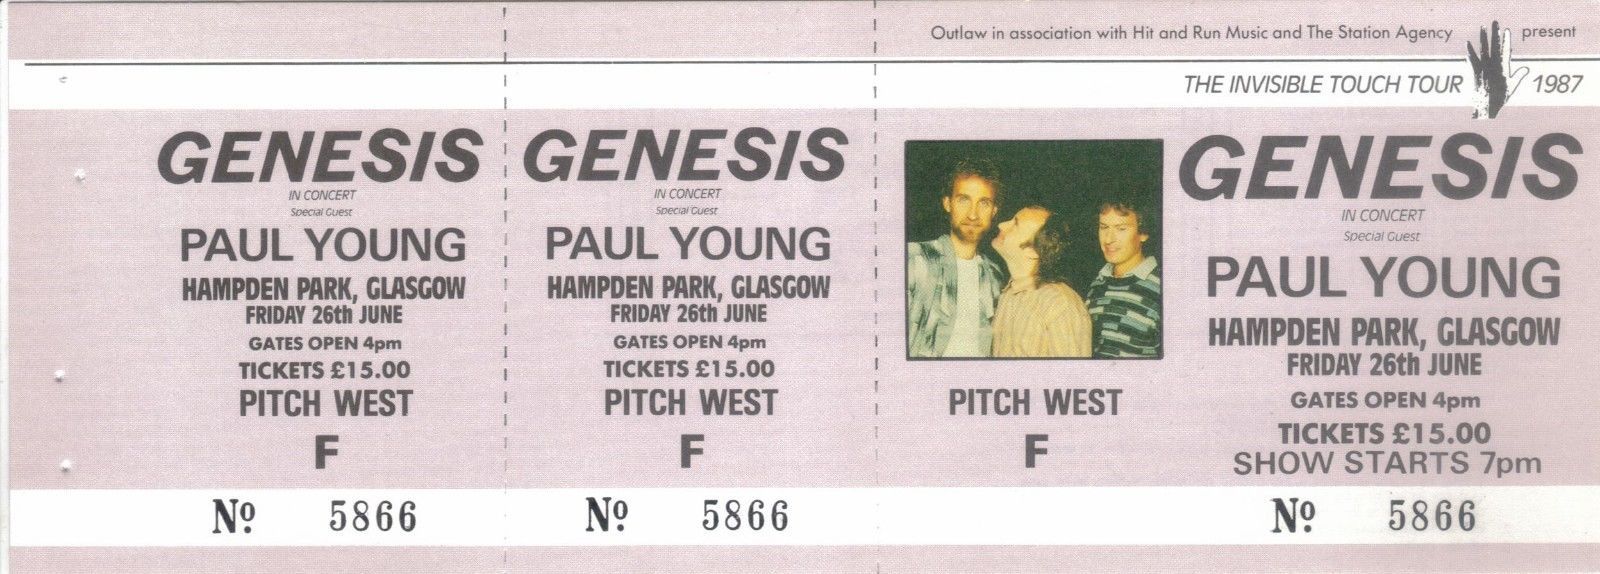 Outlaw in association with Hit and Run Music and The Station Agency present
THE INVISIBLE TOUCH TOUR 1987
GENESIS
IN CONCERT
Special Guest
PAUL YOUNG
HAMPDEN PARK, GLASGOW
FRIDAY 26th JUNE
GATES OPEN 4pm
TICKETS £15.00
PITCH WEST
F
Nº 5866
GENESIS
IN CONCERT
Special Guest
PAUL YOUNG
HAMPDEN PARK, GLASGOW
FRIDAY 26th JUNE
GATES OPEN 4pm
TICKETS £15.00
PITCH WEST
F
Nº 5866
PITCH WEST
F
GENESIS
IN CONCERT
Special Guest
PAUL YOUNG
HAMPDEN PARK, GLASGOW
FRIDAY 26th JUNE
GATES OPEN 4pm
TICKETS £15.00
SHOW STARTS 7pm
Nº 5866